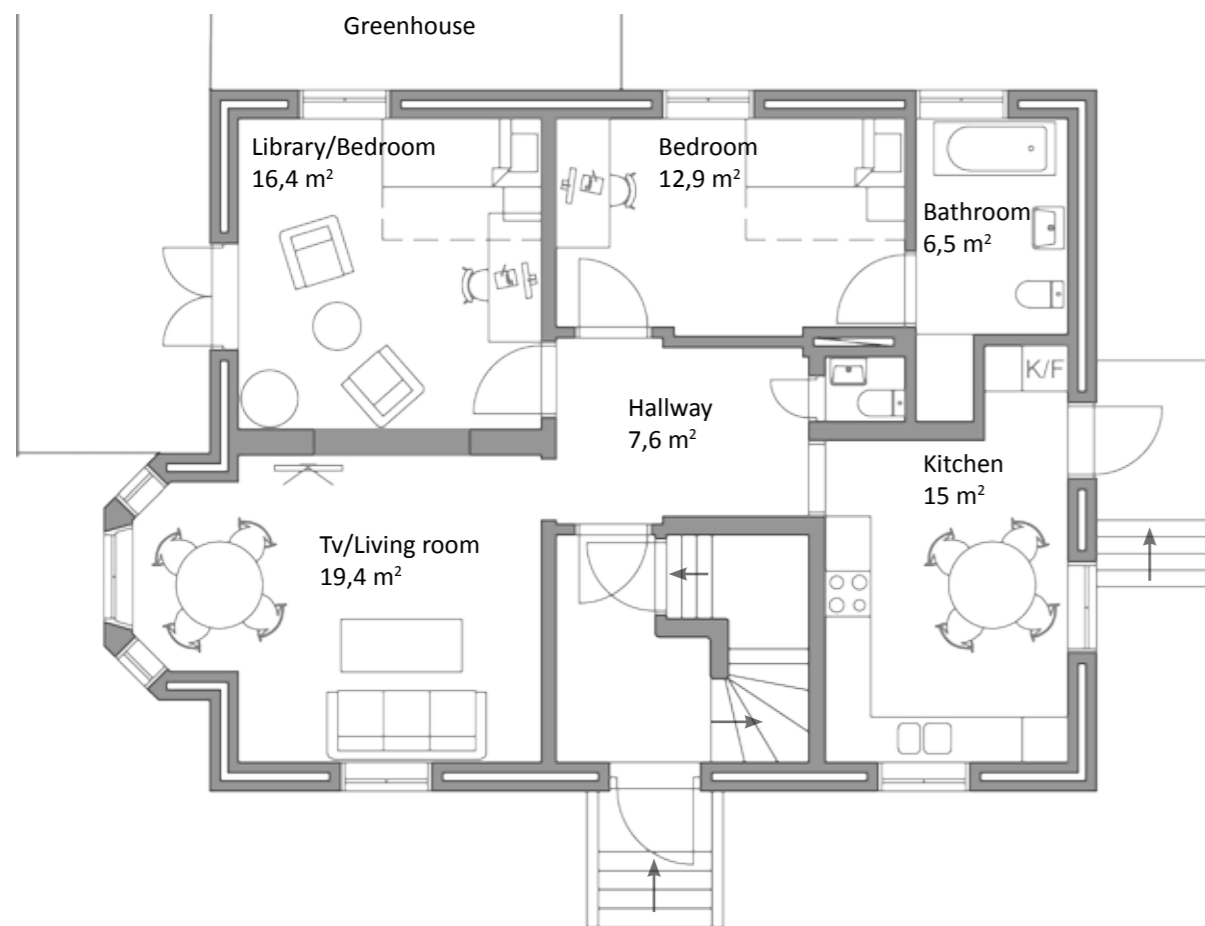 Greenhouse
Library/Bedroom
16,4 m²
Bedroom
12,9 m²
Bathroom
6,5 m²
K/F
Hallway
7,6 m²
Kitchen
15 m²
Tv/Living room
19,4 m²